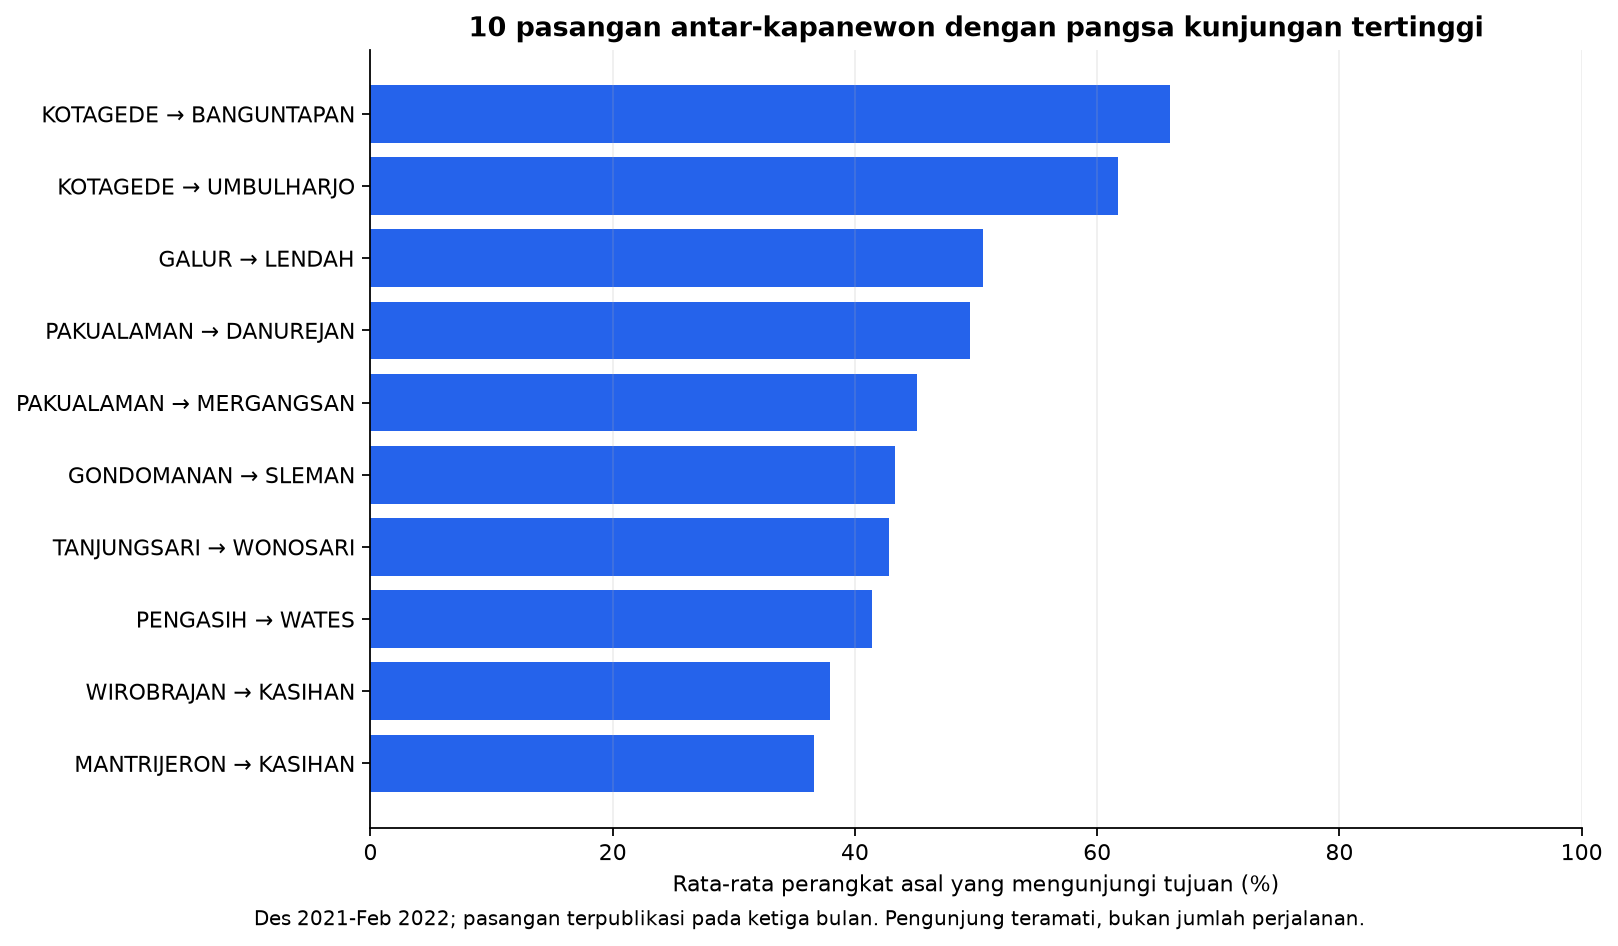 10 pasangan antar-kapanewon dengan pangsa kunjungan tertinggi
KOTAGEDE → BANGUNTAPAN
KOTAGEDE → UMBULHARJO
GALUR → LENDAH
PAKUALAMAN → DANUREJAN
PAKUALAMAN → MERGANGSAN
GONDOMANAN → SLEMAN
TANJUNGSARI → WONOSARI
PENGASIH → WATES
WIROBRAJAN → KASIHAN
MANTRIJERON → KASIHAN
0 20 40 60 80 100
Rata-rata perangkat asal yang mengunjungi tujuan (%)
Des 2021-Feb 2022; pasangan terpublikasi pada ketiga bulan. Pengunjung teramati, bukan jumlah perjalanan.